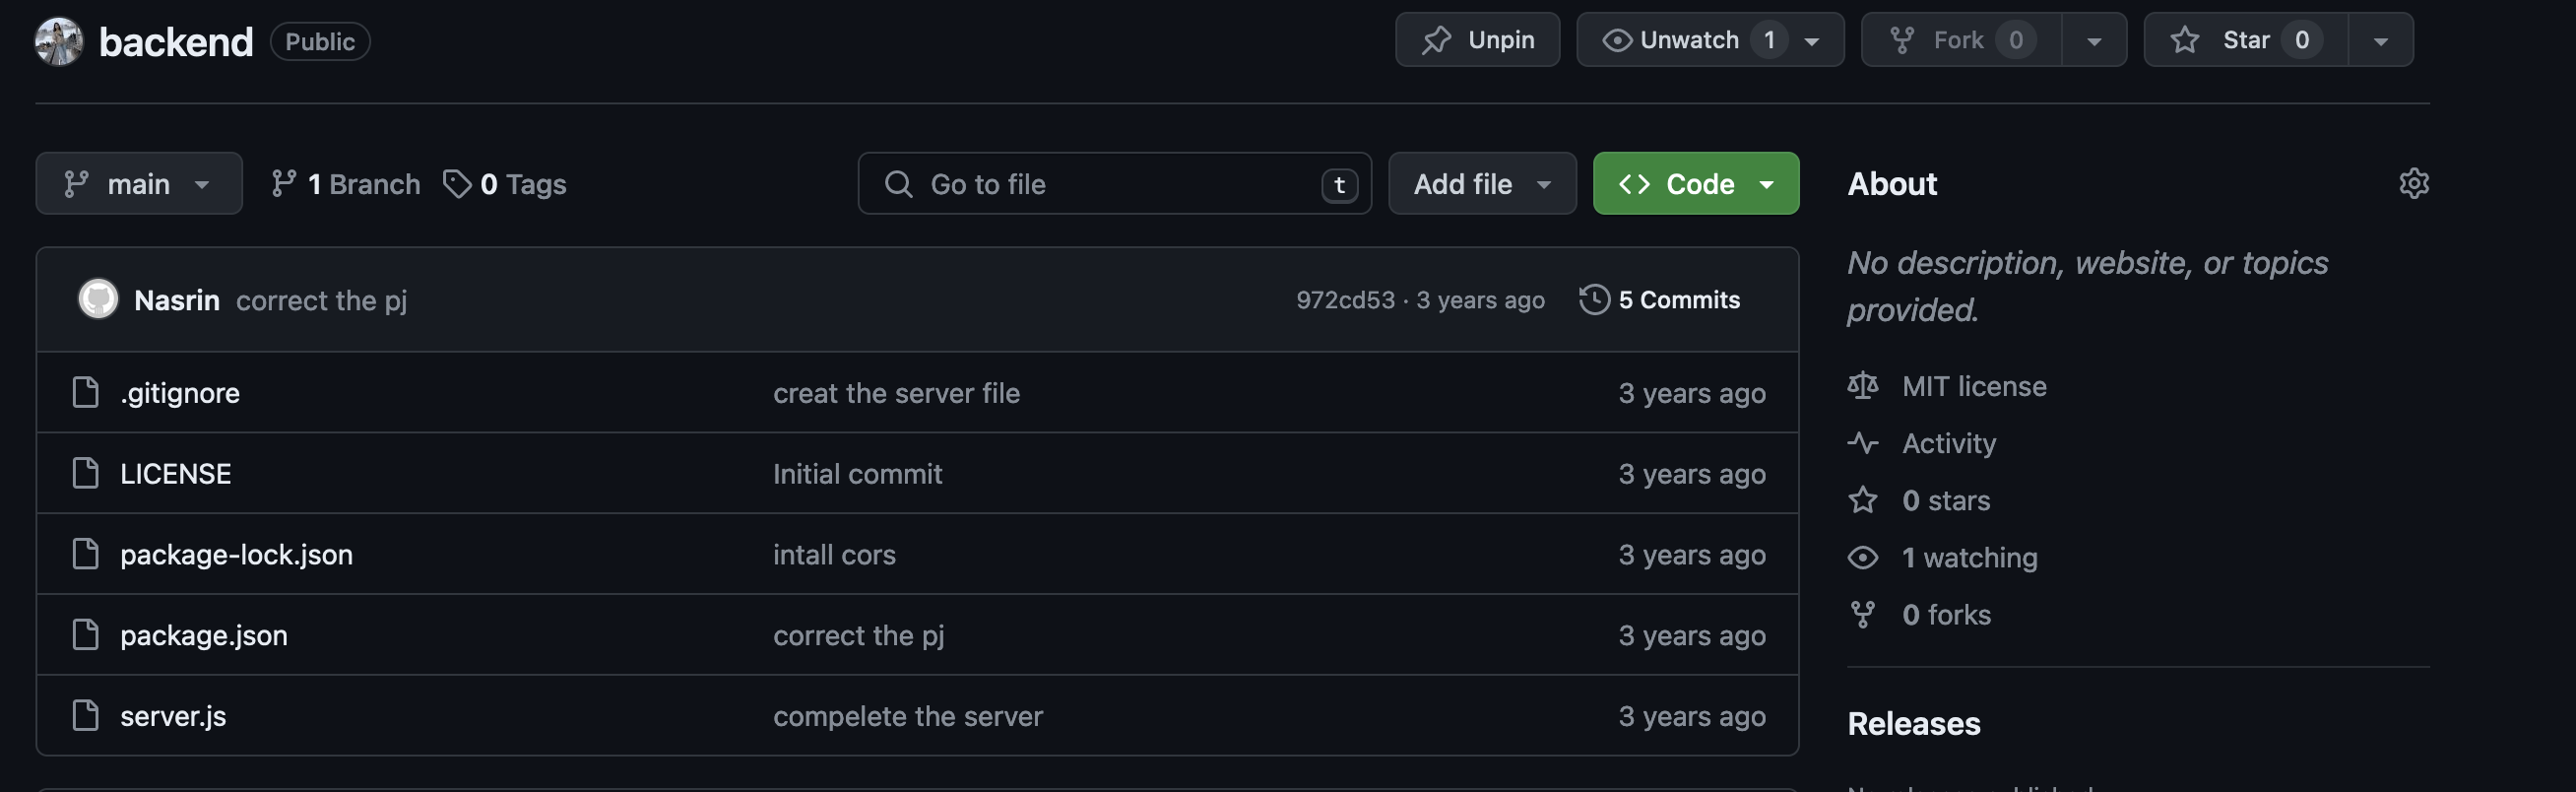 backend Public Unpin Unwatch 1 Fork 0 Star 0
main 1 Branch 0 Tags Go to file t Add file Code
Nasrin correct the pj 972cd53 · 3 years ago 5 Commits
.gitignore creat the server file 3 years ago
LICENSE Initial commit 3 years ago
package-lock.json intall cors 3 years ago
package.json correct the pj 3 years ago
server.js compelete the server 3 years ago
About
No description, website, or topics
provided.
MIT license
Activity
0 stars
1 watching
0 forks
Releases